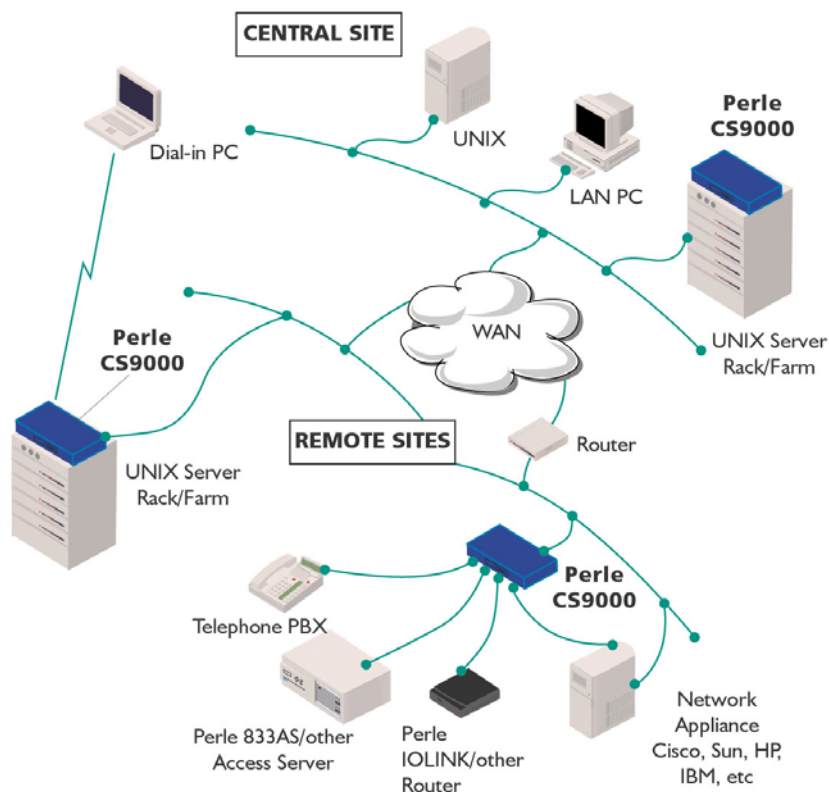 CENTRAL SITE
Dial-in PC
UNIX
LAN PC
Perle
CS9000
UNIX Server
Rack/Farm
WAN
Perle
CS9000
UNIX Server
Rack/Farm
REMOTE SITES
Router
Perle
CS9000
Telephone PBX
Perle 833AS/other
Access Server
Perle
IOLINK/other
Router
Network
Appliance
Cisco, Sun, HP,
IBM, etc